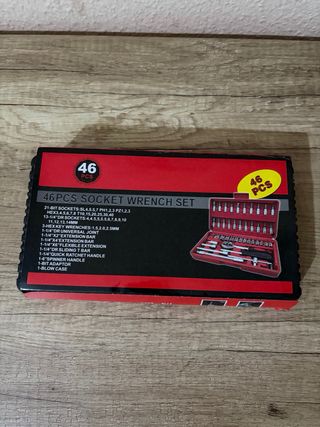 46
PCS
46PCS SOCKET WRENCH SET
46
PCS
21-BIT SOCKETS-SL4,5.5,7 PH1,2,3 PZ1,2,3
HEX3,4,5,6,7,8 T10,15,20,25,30,40
13-1/4"DR SOCKETS-4,4.5,5,5.5,6,7,8,9,10
11,12,13,14MM
3-HEX KEY WRENCHES-1.5,2.0,2.5MM
1-1/4"DR UNIVERSAL JOINT
1-1/4"X2"EXTENSION BAR
1-1/4"X4"EXTENSION BAR
1-1/4"X6"FLEXIBLE EXTENSION
1-1/4"DR SLIDING T BAR
1-1/4"QUICK RATCHET HANDLE
1-6"SPINNER HANDLE
1-BIT ADAPTOR
1-BLOW CASE